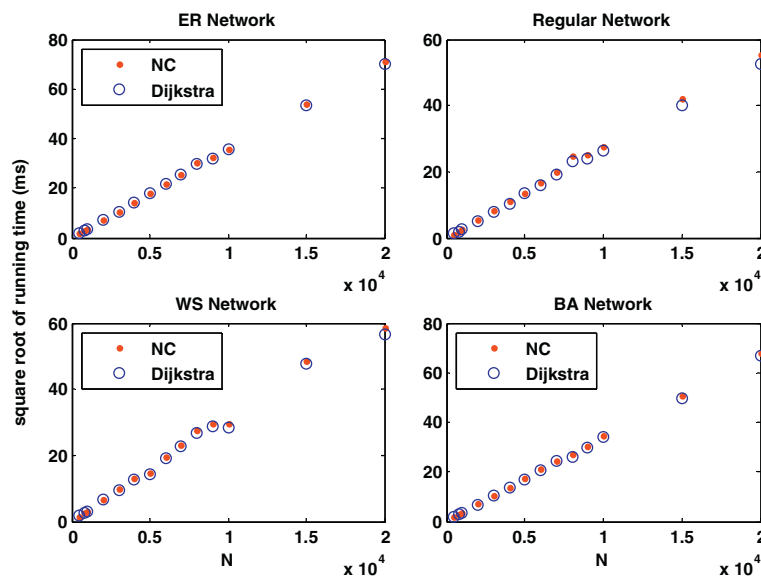 ER Network
Regular Network
80
60
40
20
0
NC
Dijkstra
0 0.5 1 1.5 2
x 10^4
60
40
20
0
0 0.5 1 1.5 2
x 10^4
square root of running time (ms)
WS Network
BA Network
60
40
20
0
NC
Dijkstra
0 0.5 1 1.5 2
N
x 10^4
80
60
40
20
0
NC
Dijkstra
0 0.5 1 1.5 2
N
x 10^4